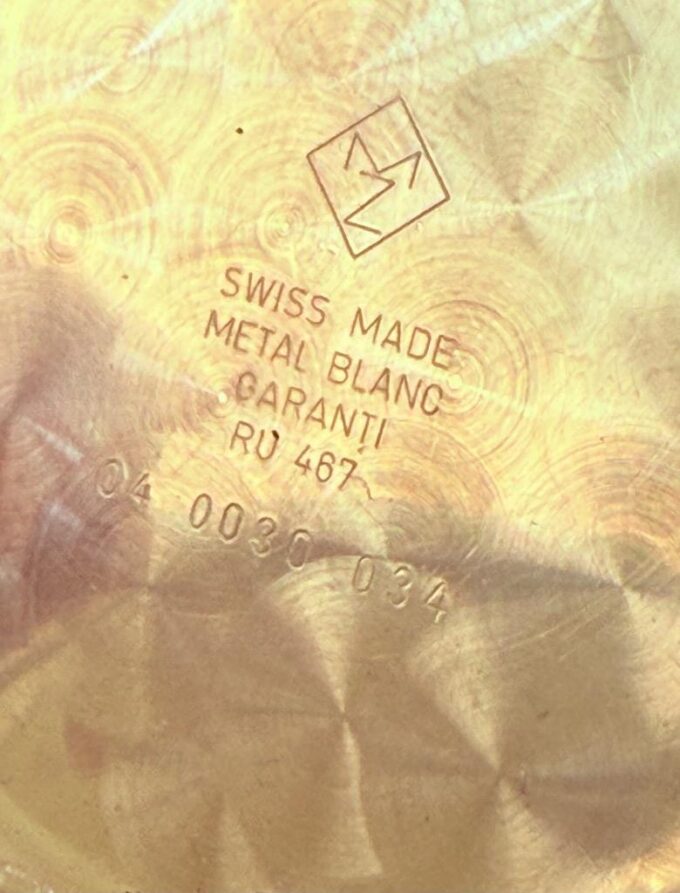 SWISS MADE
METAL BLANC
GARANTI
RU 467
04 0030 034